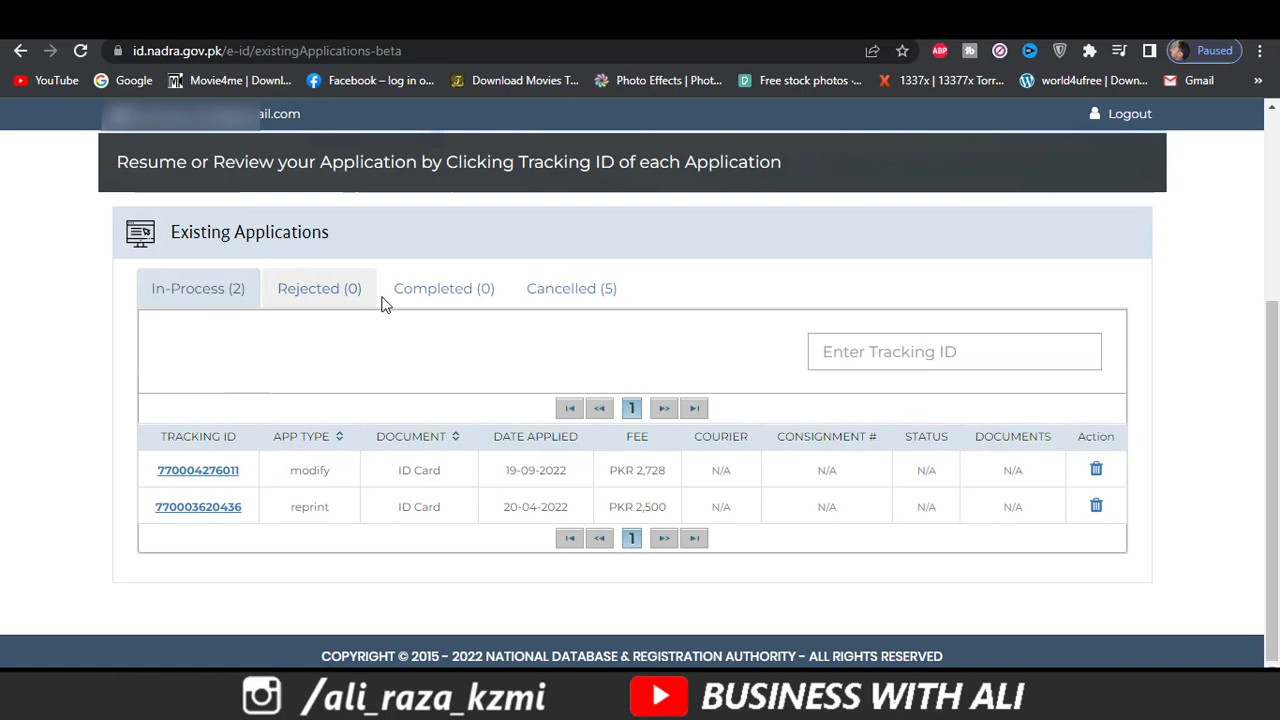 id.nadra.gov.pk/e-id/existingApplications-beta
ABP
Paused
YouTube
Google
Movie4me | Downl...
Facebook – log in o...
Download Movies T...
Photo Effects | Phot...
Free stock photos -...
1337x | 13377x Torr...
world4ufree | Down...
Gmail
»
ail.com
Logout
Resume or Review your Application by Clicking Tracking ID of each Application
Existing Applications
In-Process (2) Rejected (0) Completed (0) Cancelled (5)
Enter Tracking ID
1
TRACKING ID APP TYPE DOCUMENT DATE APPLIED FEE COURIER CONSIGNMENT # STATUS DOCUMENTS Action
770004276011 modify ID Card 19-09-2022 PKR 2,728 N/A N/A N/A N/A
770003620436 reprint ID Card 20-04-2022 PKR 2,500 N/A N/A N/A N/A
1
COPYRIGHT © 2015 - 2022 NATIONAL DATABASE & REGISTRATION AUTHORITY - ALL RIGHTS RESERVED
/ali_raza_kzmi BUSINESS WITH ALI